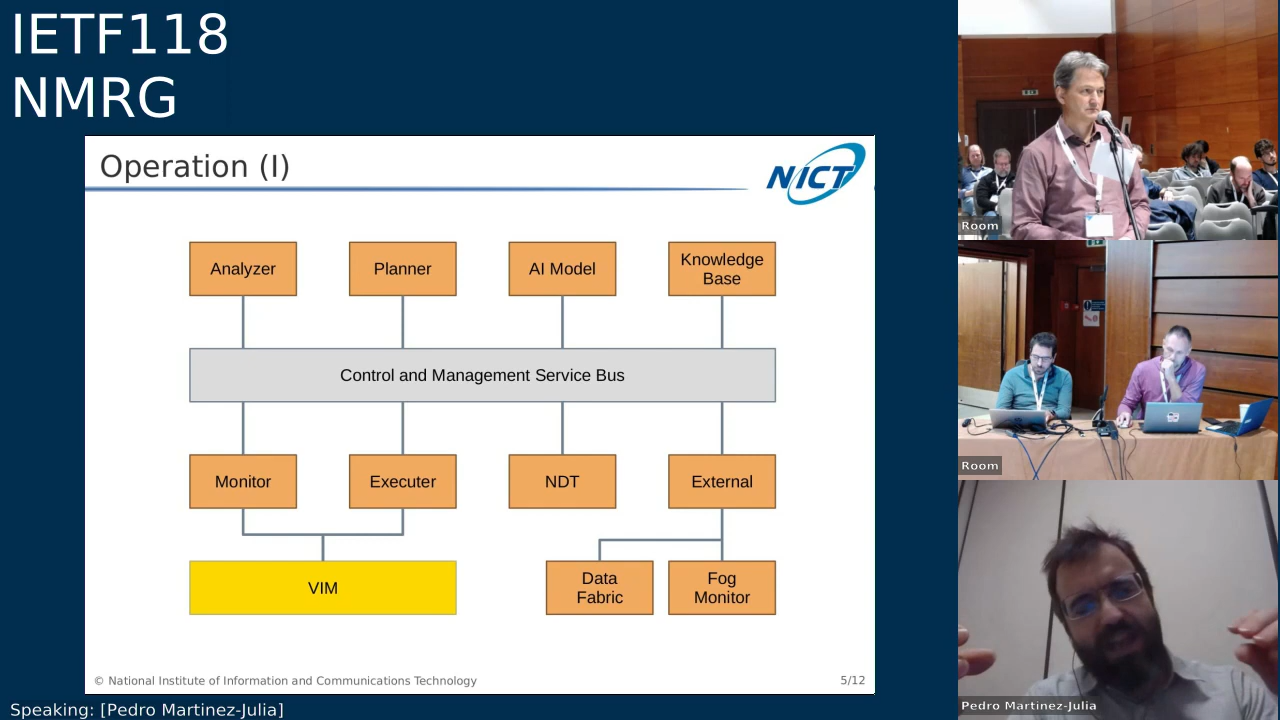 IETF118
NMRG
Operation (I)
NICT
Analyzer
Planner
AI Model
Knowledge
Base
Control and Management Service Bus
Monitor
Executer
NDT
External
VIM
Data
Fabric
Fog
Monitor
© National Institute of Information and Communications Technology
5/12
Speaking: [Pedro Martinez-Julia]
Room
Room
Pedro Martinez-Julia